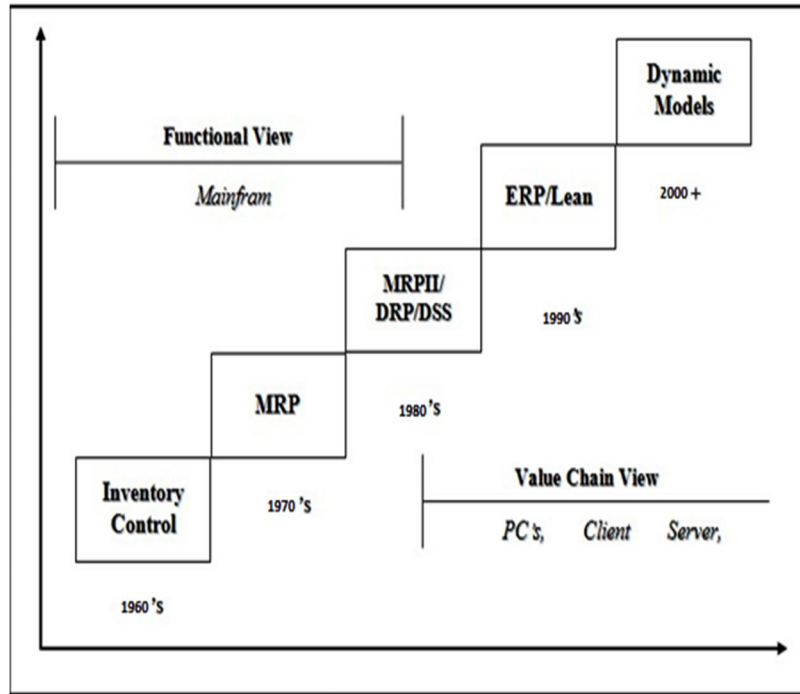 Dynamic
Models
Functional View
Mainfram
ERP/Lean
2000 +
MRPII/
DRP/DSS
1990's
MRP
1980's
Value Chain View
Inventory
Control
1970's
PC's, Client Server,
1960's